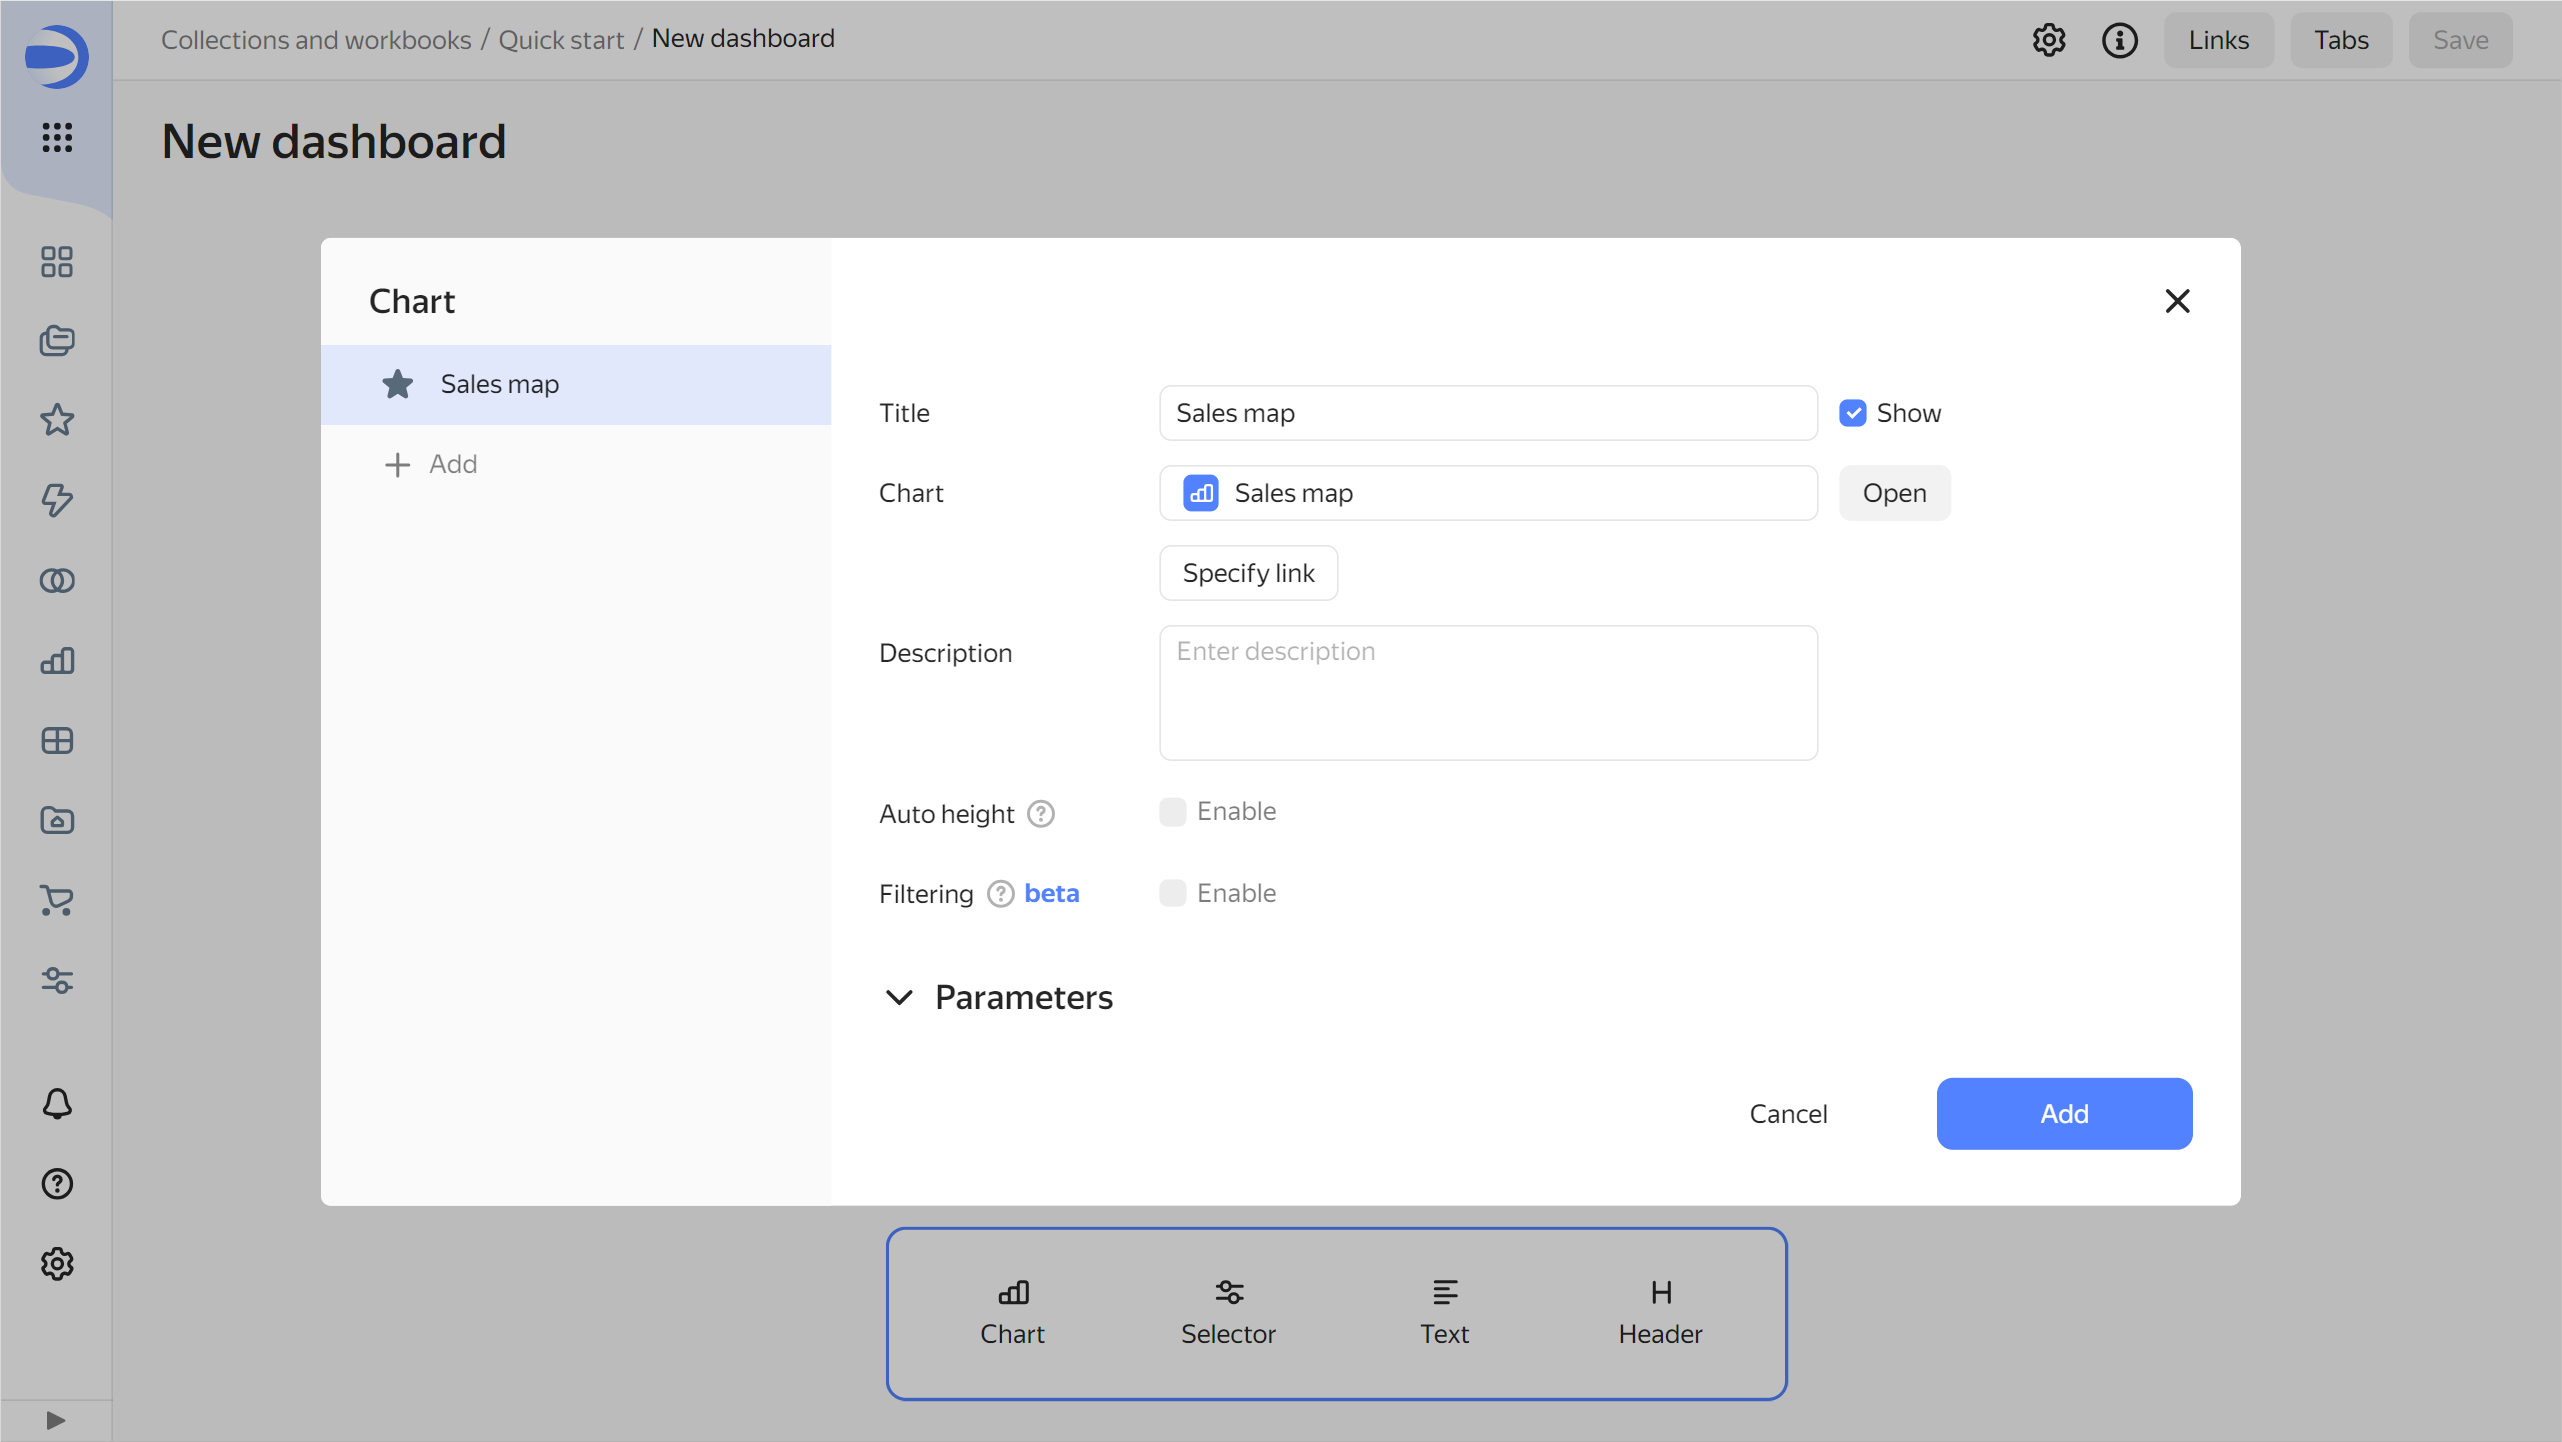 Collections and workbooks / Quick start / New dashboard
Links
Tabs
Save
New dashboard
Chart
Sales map
Add
Title
Sales map
Show
Chart
Sales map
Open
Specify link
Description
Enter description
Auto height
Enable
Filtering beta
Enable
Parameters
Cancel
Add
Chart
Selector
Text
Header